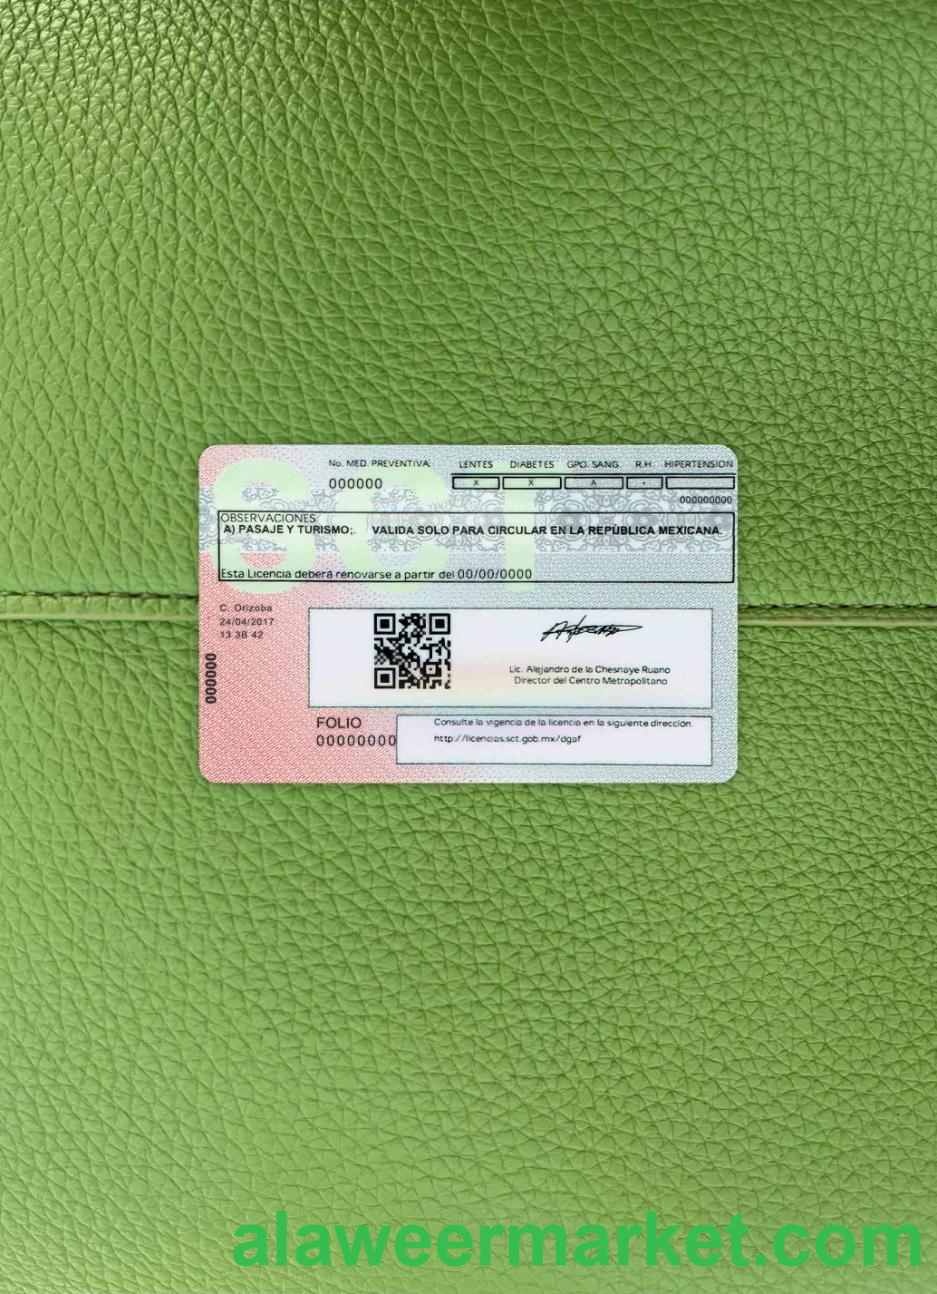 No. MED. PREVENTIVA:
000000
LENTES DIABETES GPO. SANG. R.H. HIPERTENSION
X X A +
000000000
SCT
OBSERVACIONES
A) PASAJE Y TURISMO;. VALIDA SOLO PARA CIRCULAR EN LA REPÚBLICA MEXICANA.
Esta Licencia deberá renovarse a partir del 00/00/0000
C. Orizoba
24/04/2017
13 3B 42
000000
Lic. Alejandro de la Chesnaye Ruano
Director del Centro Metropolitano
FOLIO
00000000
Consulte la vigencia de la licencia en la siguiente dirección.
http://licencias.sct.gob.mx/dgaf
alaweermarket.com